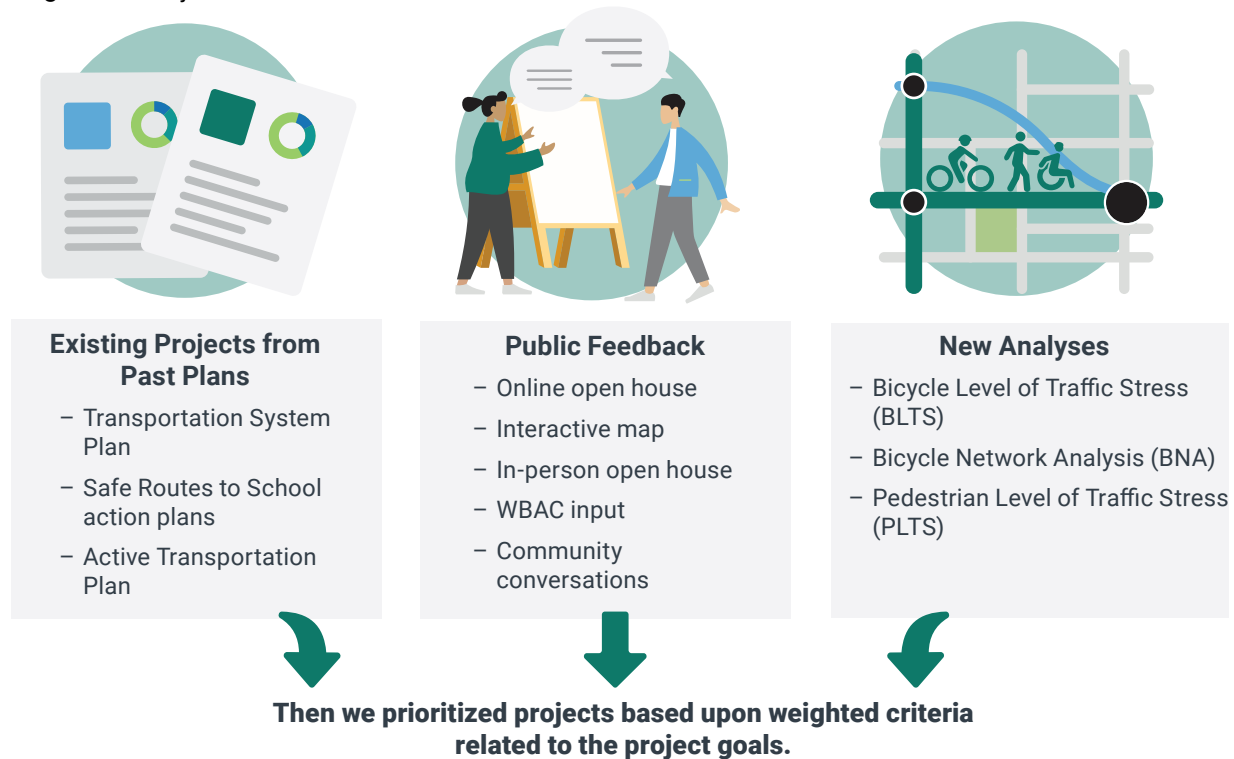 Existing Projects from
Past Plans
– Transportation System
Plan
– Safe Routes to School
action plans
– Active Transportation
Plan
Public Feedback
– Online open house
– Interactive map
– In-person open house
– WBAC input
– Community
conversations
New Analyses
– Bicycle Level of Traffic Stress
(BLTS)
– Bicycle Network Analysis (BNA)
– Pedestrian Level of Traffic Stress
(PLTS)
Then we prioritized projects based upon weighted criteria
related to the project goals.